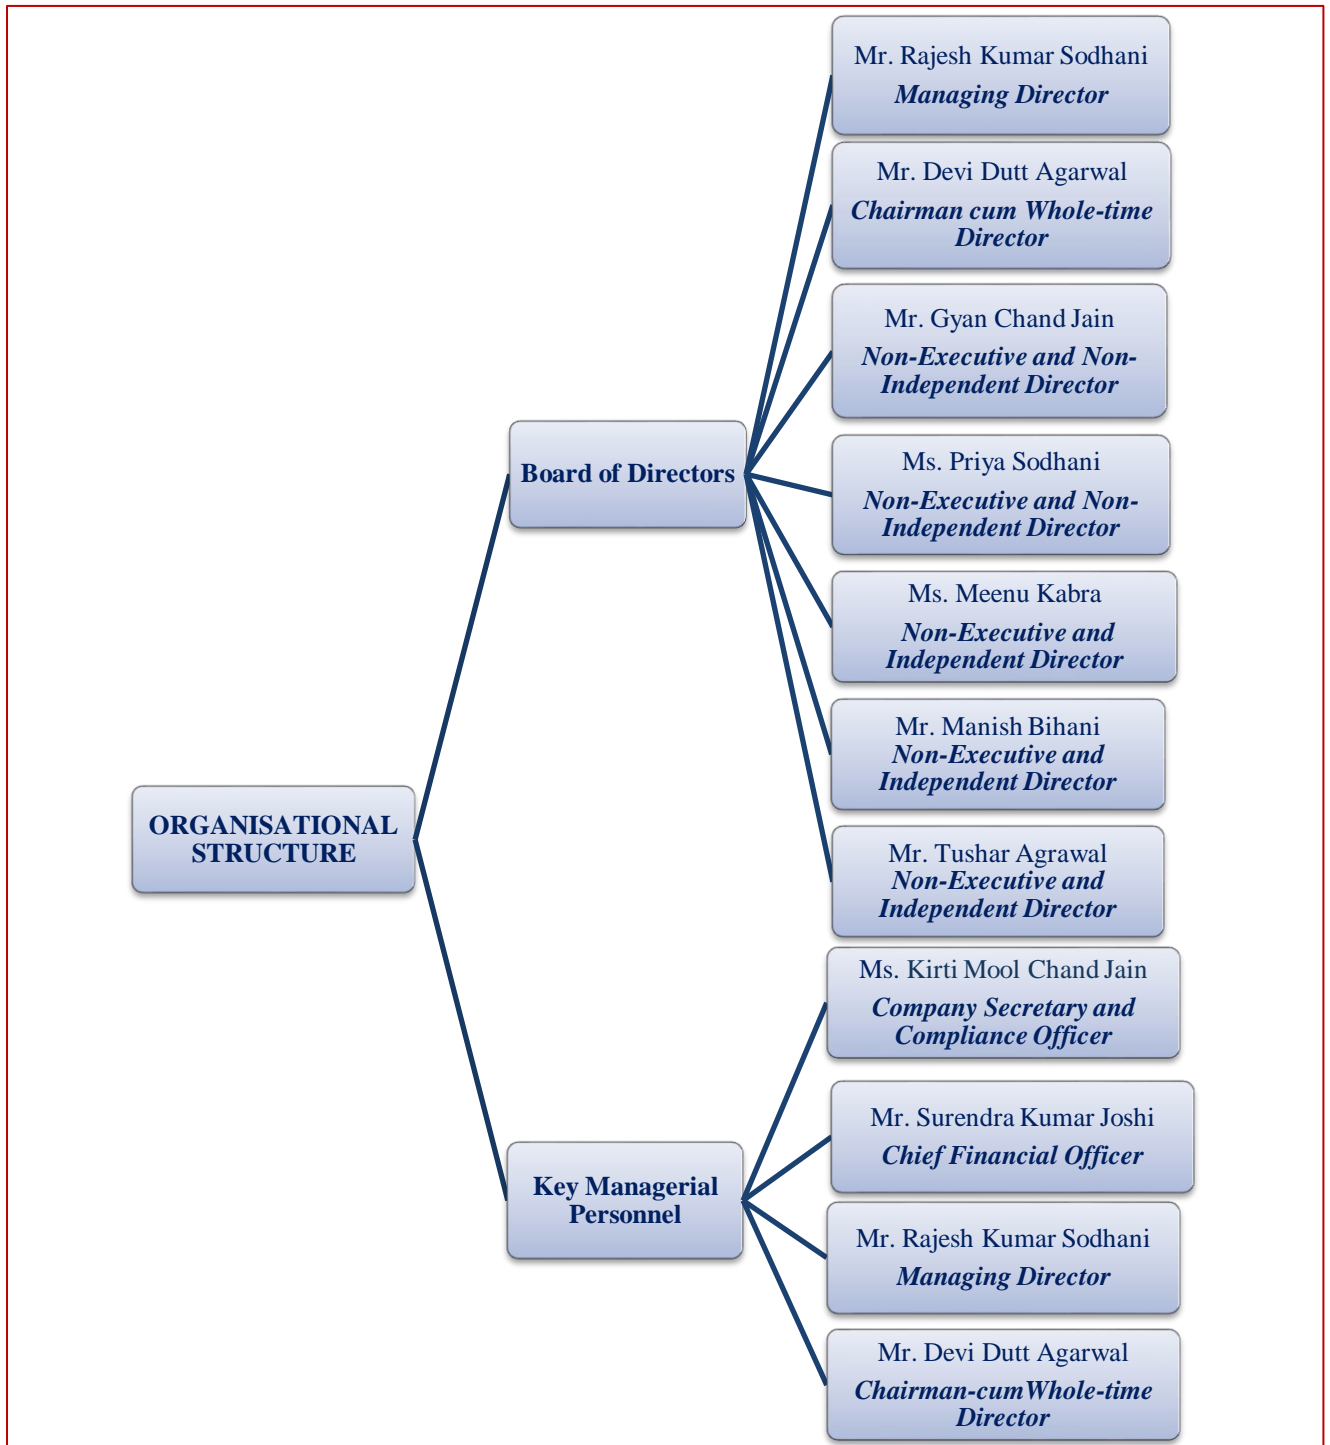 Mr. Rajesh Kumar Sodhani
Managing Director
Mr. Devi Dutt Agarwal
Chairman cum Whole-time
Director
Mr. Gyan Chand Jain
Non-Executive and Non-
Independent Director
Board of Directors
Ms. Priya Sodhani
Non-Executive and Non-
Independent Director
Ms. Meenu Kabra
Non-Executive and
Independent Director
Mr. Manish Bihani
Non-Executive and
Independent Director
ORGANISATIONAL
STRUCTURE
Mr. Tushar Agrawal
Non-Executive and
Independent Director
Ms. Kirti Mool Chand Jain
Company Secretary and
Compliance Officer
Mr. Surendra Kumar Joshi
Chief Financial Officer
Key Managerial
Personnel
Mr. Rajesh Kumar Sodhani
Managing Director
Mr. Devi Dutt Agarwal
Chairman-cumWhole-time
Director